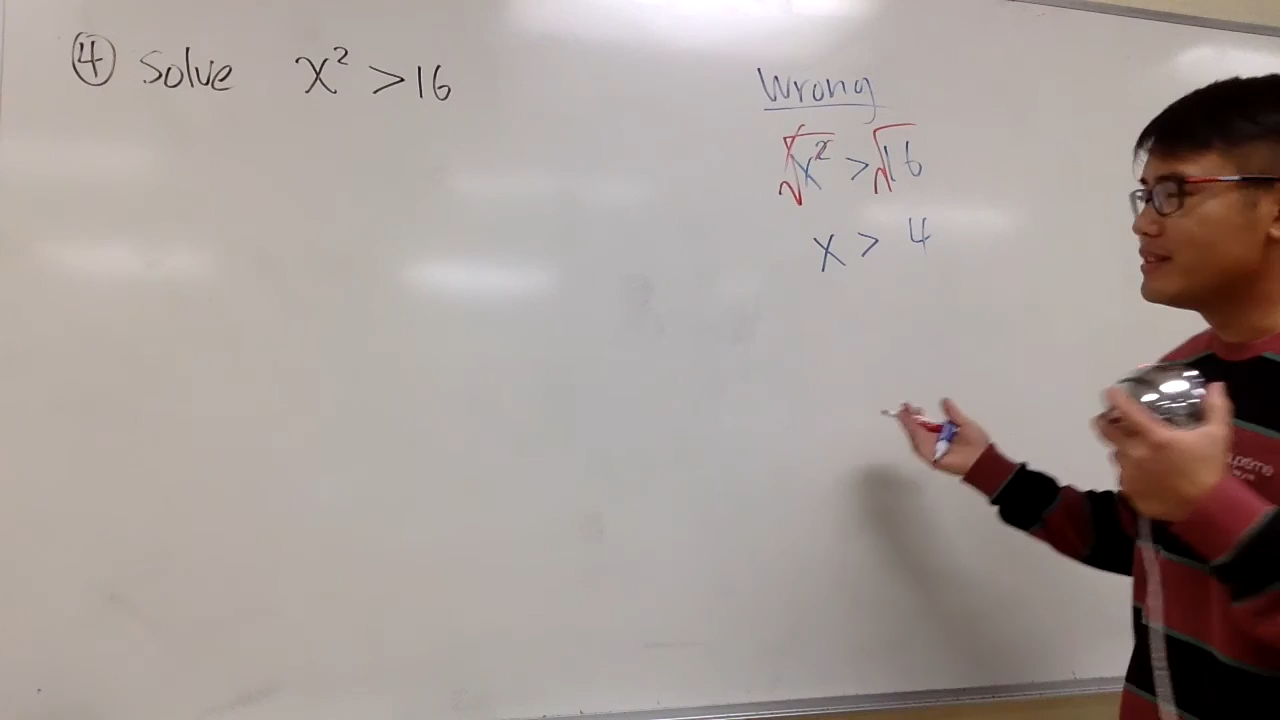 ④ Solve x² > 16
Wrong
√x² > √16
x > 4